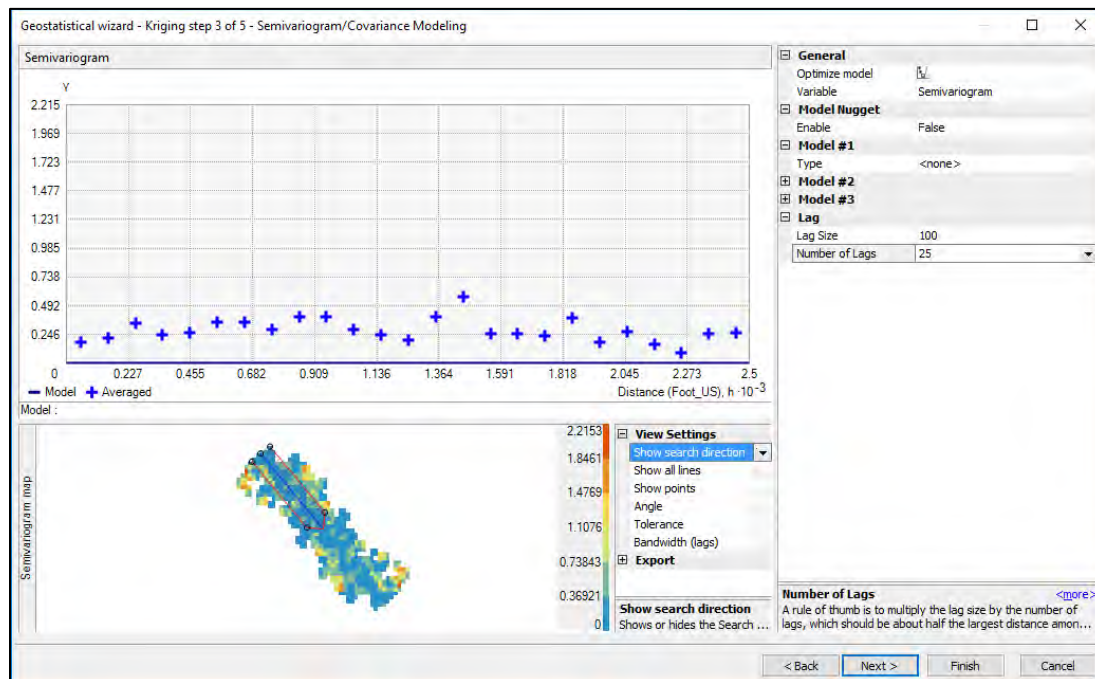 Geostatistical wizard - Kriging step 3 of 5 - Semivariogram/Covariance Modeling
Semivariogram
γ
2.215
1.969
1.723
1.477
1.231
0.985
0.738
0.492
0.246
0 0.227 0.455 0.682 0.909 1.136 1.364 1.591 1.818 2.045 2.273 2.5
Model Averaged Distance (Foot_US), h ·10⁻³
Model :
General
Optimize model
Variable Semivariogram
Model Nugget
Enable False
Model #1
Type <none>
Model #2
Model #3
Lag
Lag Size 100
Number of Lags 25
Semivariogram map
2.2153
1.8461
1.4769
1.1076
0.73843
0.36921
0
View Settings
Show search direction
Show all lines
Show points
Angle
Tolerance
Bandwidth (lags)
Export
Show search direction
Shows or hides the Search ...
Number of Lags <more>
A rule of thumb is to multiply the lag size by the number of
lags, which should be about half the largest distance amon...
< Back Next > Finish Cancel